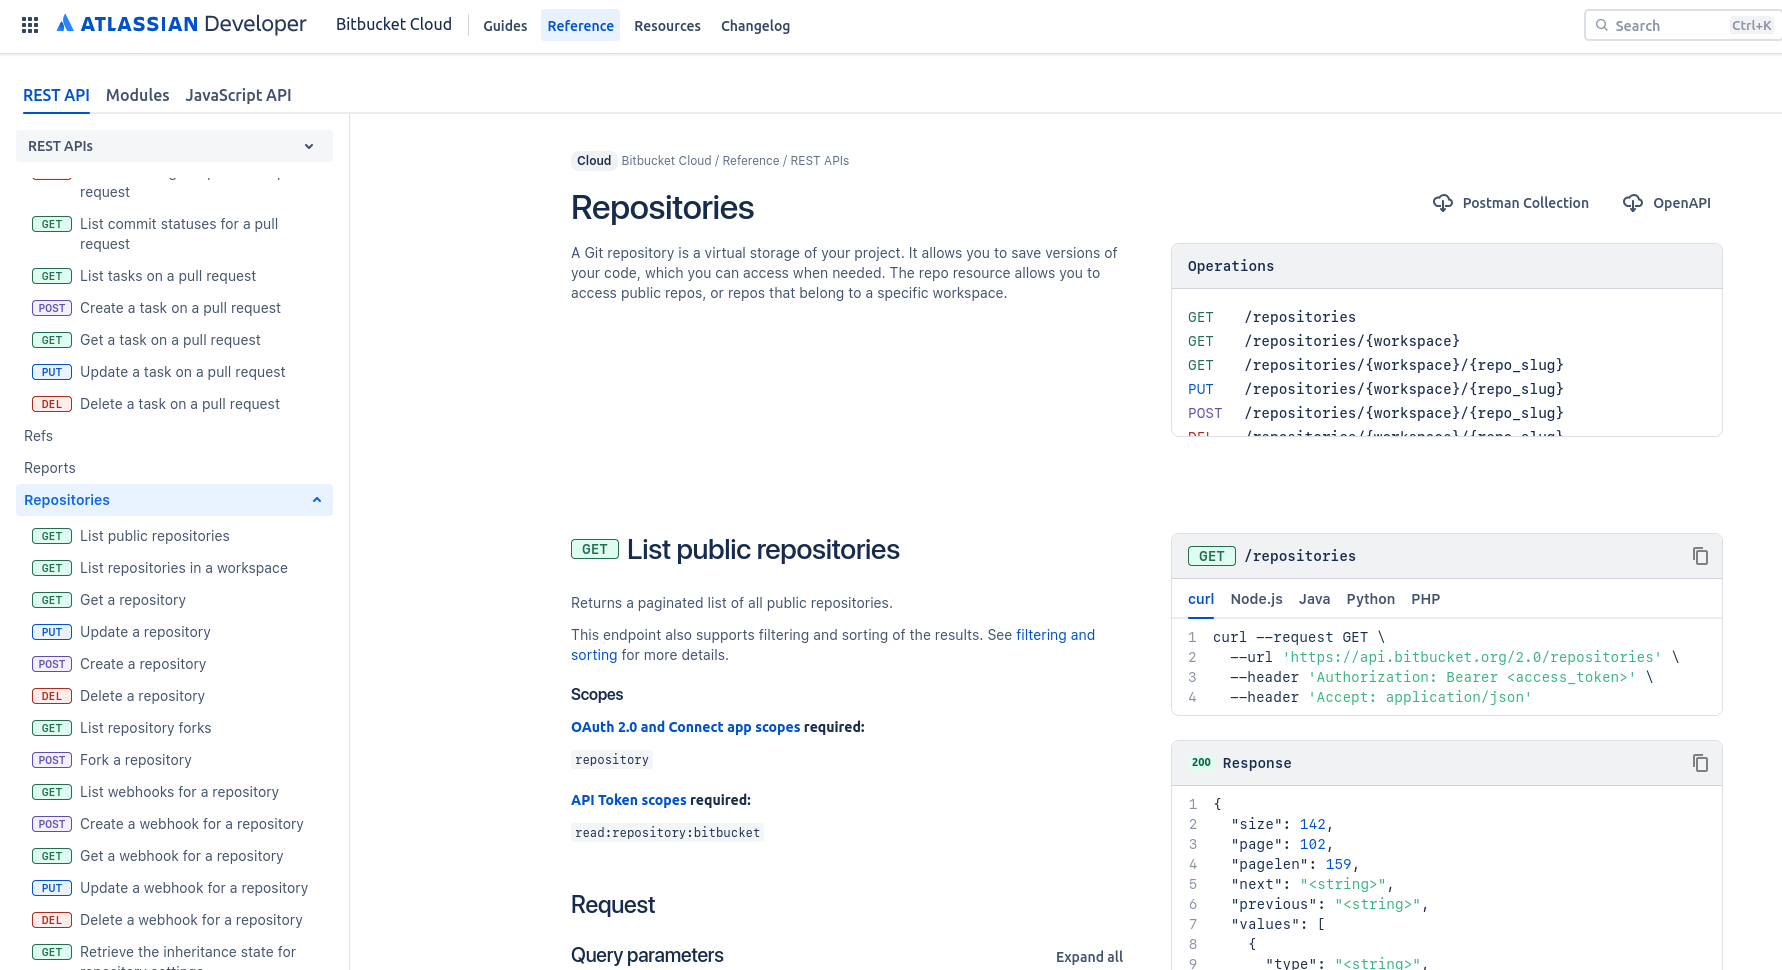 ATLASSIAN Developer
Bitbucket Cloud
Guides
Reference
Resources
Changelog
Search
Ctrl+K
REST API
Modules
JavaScript API
REST APIs
request
GET List commit statuses for a pull
request
GET List tasks on a pull request
POST Create a task on a pull request
GET Get a task on a pull request
PUT Update a task on a pull request
DEL Delete a task on a pull request
Refs
Reports
Repositories
GET List public repositories
GET List repositories in a workspace
GET Get a repository
PUT Update a repository
POST Create a repository
DEL Delete a repository
GET List repository forks
POST Fork a repository
GET List webhooks for a repository
POST Create a webhook for a repository
GET Get a webhook for a repository
PUT Update a webhook for a repository
DEL Delete a webhook for a repository
GET Retrieve the inheritance state for
Cloud Bitbucket Cloud / Reference / REST APIs
Repositories
Postman Collection
OpenAPI
A Git repository is a virtual storage of your project. It allows you to save versions of
your code, which you can access when needed. The repo resource allows you to
access public repos, or repos that belong to a specific workspace.
Operations
GET /repositories
GET /repositories/{workspace}
GET /repositories/{workspace}/{repo_slug}
PUT /repositories/{workspace}/{repo_slug}
POST /repositories/{workspace}/{repo_slug}
DEL /repositories/{workspace}/{repo_slug}
GET List public repositories
Returns a paginated list of all public repositories.
This endpoint also supports filtering and sorting of the results. See filtering and
sorting for more details.
Scopes
OAuth 2.0 and Connect app scopes required:
repository
API Token scopes required:
read:repository:bitbucket
Request
Query parameters
Expand all
GET /repositories
curl Node.js Java Python PHP
1 curl --request GET \
2 --url 'https://api.bitbucket.org/2.0/repositories' \
3 --header 'Authorization: Bearer <access_token>' \
4 --header 'Accept: application/json'
200 Response
1 {
2 "size": 142,
3 "page": 102,
4 "pagelen": 159,
5 "next": "<string>",
6 "previous": "<string>",
7 "values": [
8 {
9 "type": "<string>",